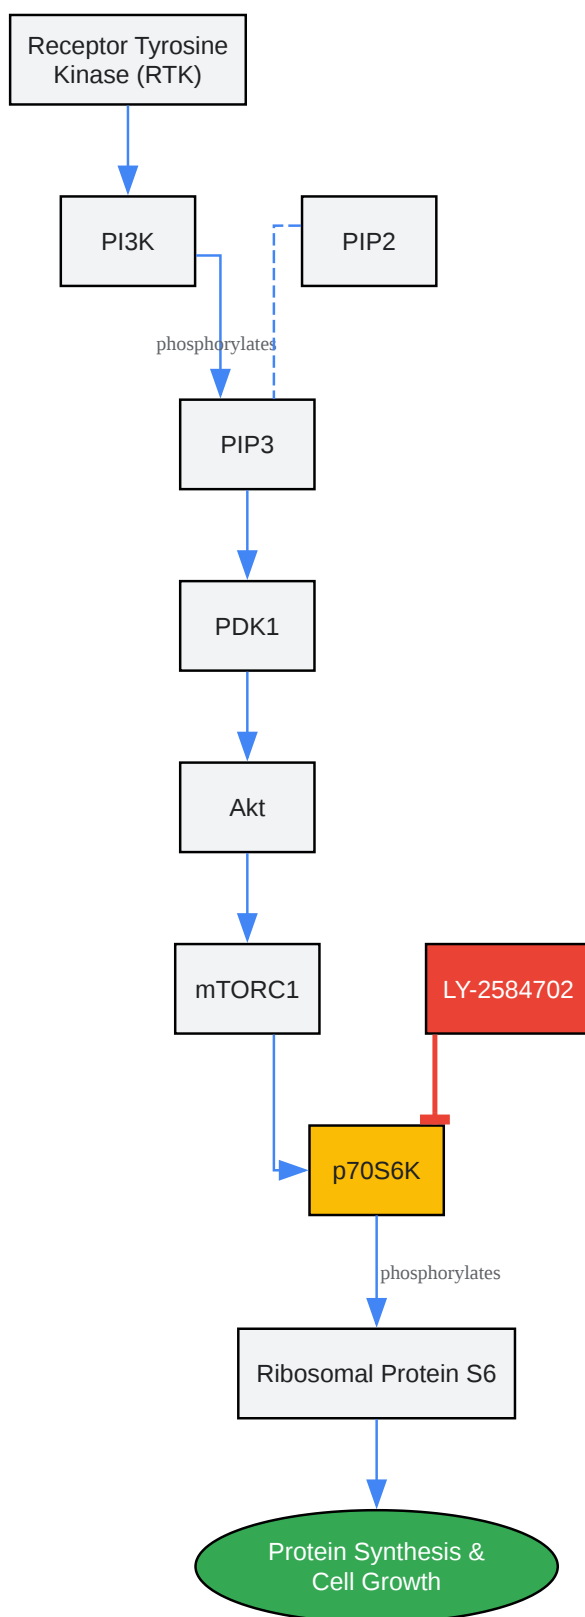 Receptor Tyrosine
Kinase (RTK)
PI3K
PIP2
phosphorylates
PIP3
PDK1
Akt
mTORC1
LY-2584702
p70S6K
phosphorylates
Ribosomal Protein S6
Protein Synthesis &
Cell Growth